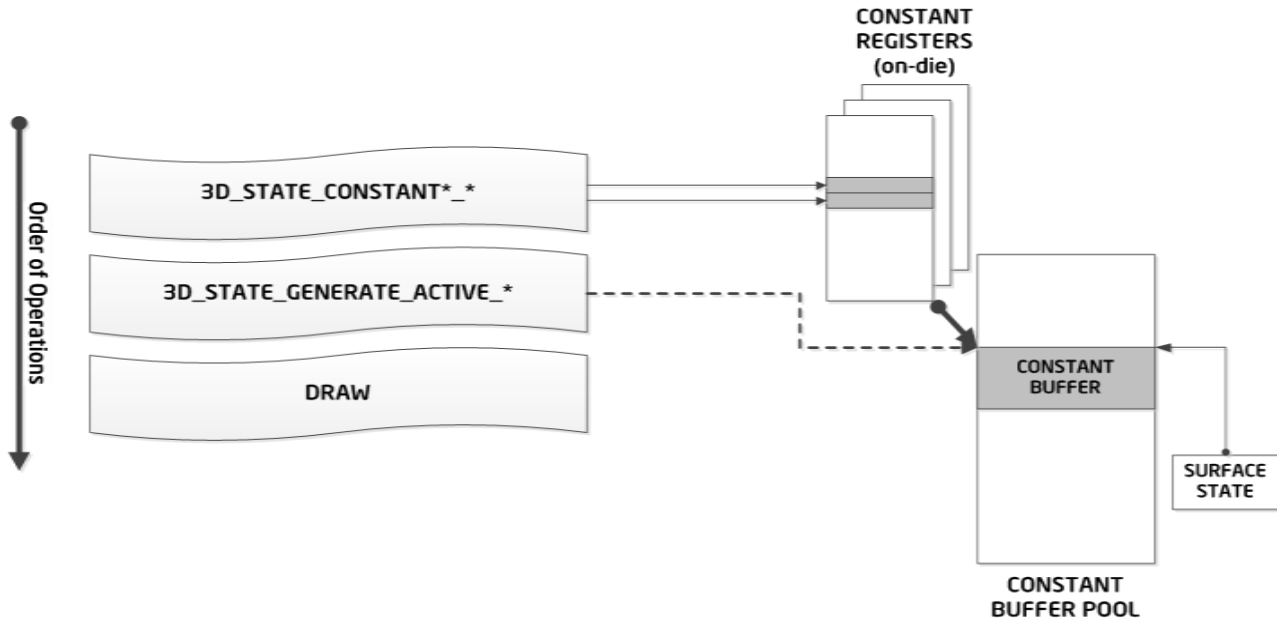 CONSTANT
REGISTERS
(on-die)
Order of Operations
3D_STATE_CONSTANT*_*
3D_STATE_GENERATE_ACTIVE_*
DRAW
CONSTANT
BUFFER
SURFACE
STATE
CONSTANT
BUFFER POOL